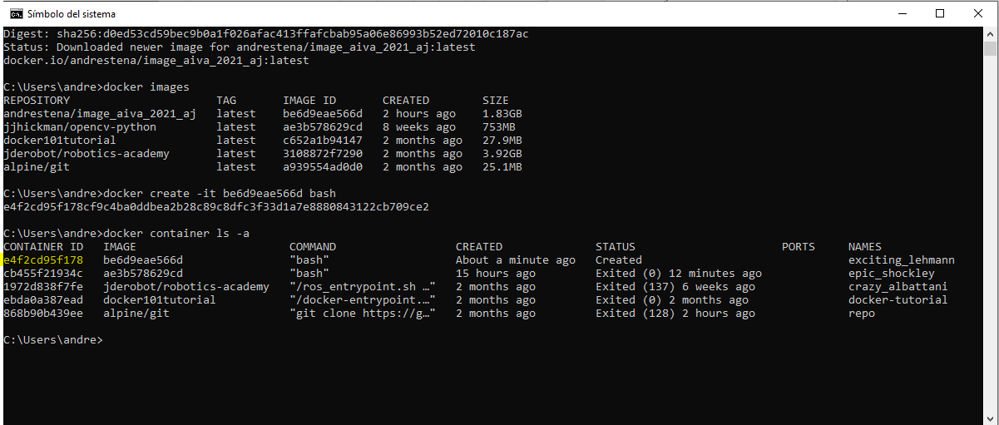 Símbolo del sistema
Digest: sha256:d0ed53cd59bec9b0a1f026afac413ffafcbab95a06e86993b52ed72010c187ac
Status: Downloaded newer image for andrestena/image_aiva_2021_aj:latest
docker.io/andrestena/image_aiva_2021_aj:latest
C:\Users\andre>docker images
REPOSITORY TAG IMAGE ID CREATED SIZE
andrestena/image_aiva_2021_aj latest be6d9eae566d 2 hours ago 1.83GB
jjhickman/opencv-python latest ae3b578629cd 8 weeks ago 753MB
docker101tutorial latest c652a1b94147 2 months ago 27.9MB
jderobot/robotics-academy latest 3108872f7290 2 months ago 3.92GB
alpine/git latest a939554ad0d0 2 months ago 25.1MB
C:\Users\andre>docker create -it be6d9eae566d bash
e4f2cd95f178cf9c4ba0ddbea2b28c89c8dfc3f33d1a7e8880843122cb709ce2
C:\Users\andre>docker container ls -a
CONTAINER ID IMAGE COMMAND CREATED STATUS PORTS NAMES
e4f2cd95f178 be6d9eae566d "bash" About a minute ago Created exciting_lehmann
cb455f21934c ae3b578629cd "bash" 15 hours ago Exited (0) 12 minutes ago epic_shockley
1972d838f7fe jderobot/robotics-academy "/ros_entrypoint.sh …" 2 months ago Exited (137) 6 weeks ago crazy_albattani
ebda0a387ead docker101tutorial "/docker-entrypoint.…" 2 months ago Exited (0) 2 months ago docker-tutorial
868b90b439ee alpine/git "git clone https://g…" 2 months ago Exited (128) 2 hours ago repo
C:\Users\andre>